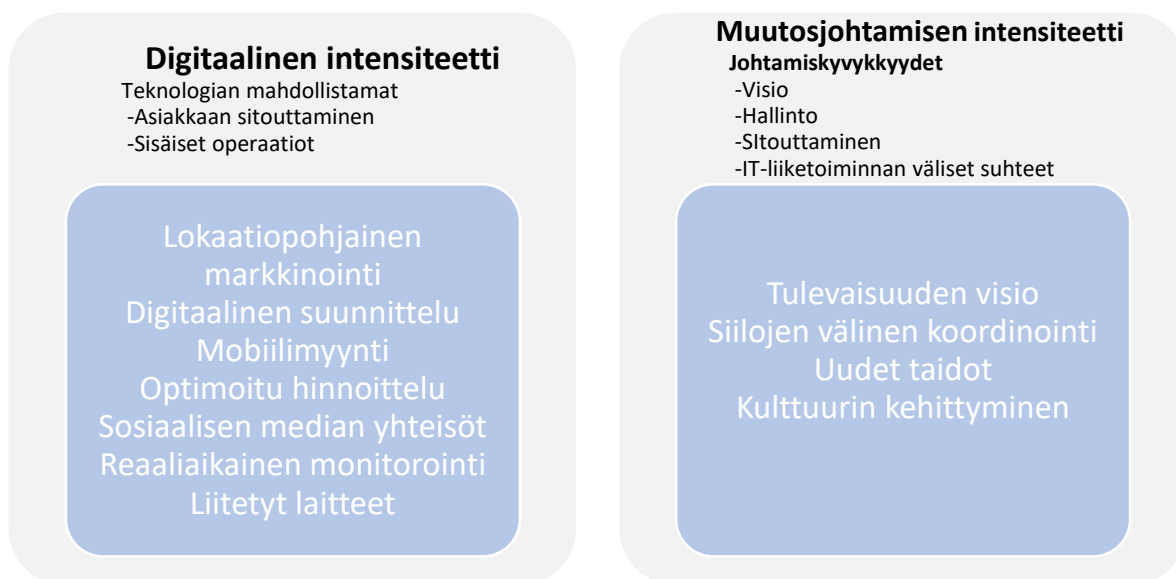 Digitaalinen intensiteetti
Teknologian mahdollistamat
-Asiakkaan sitouttaminen
-Sisäiset operaatiot
Lokaatiopohjainen
markkinointi
Digitaalinen suunnittelu
Mobiilimyynti
Optimoitu hinnoittelu
Sosiaalisen median yhteisöt
Reaaliaikainen monitorointi
Liitetyt laitteet
Muutosjohtamisen intensiteetti
Johtamiskyvykkyydet
-Visio
-Hallinto
-SItouttaminen
-IT-liiketoiminnan väliset suhteet
Tulevaisuuden visio
Siilojen välinen koordinointi
Uudet taidot
Kulttuurin kehittyminen